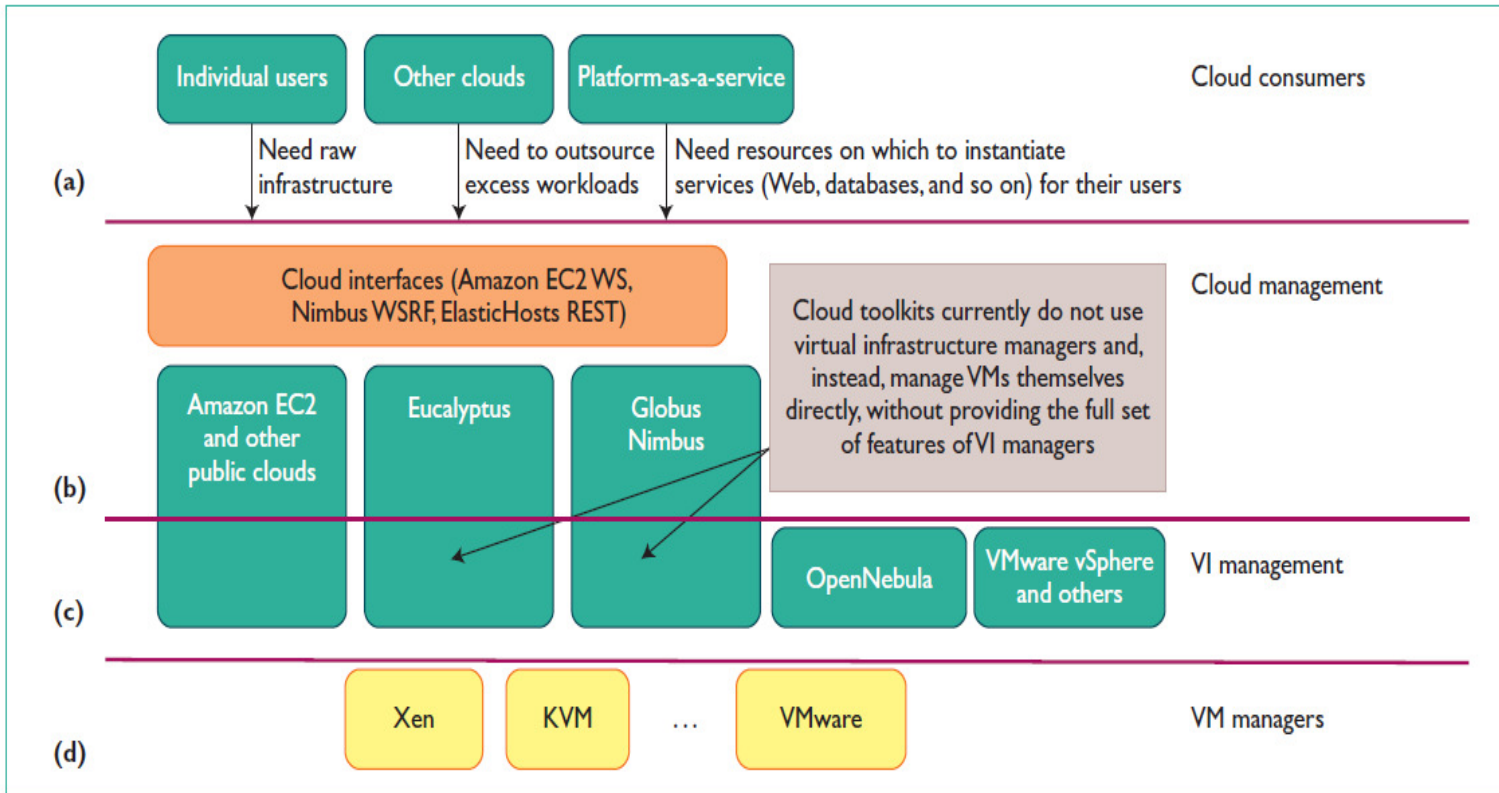 Individual users
Other clouds
Platform-as-a-service
Cloud consumers
Need raw
infrastructure
Need to outsource
excess workloads
Need resources on which to instantiate
services (Web, databases, and so on) for their users
(a)
Cloud interfaces (Amazon EC2 WS,
Nimbus WSRF, ElasticHosts REST)
Cloud toolkits currently do not use
virtual infrastructure managers and,
instead, manage VMs themselves
directly, without providing the full set
of features of VI managers
Cloud management
Amazon EC2
and other
public clouds
Eucalyptus
Globus
Nimbus
(b)
OpenNebula
VMware vSphere
and others
VI management
(c)
Xen
KVM
...
VMware
VM managers
(d)